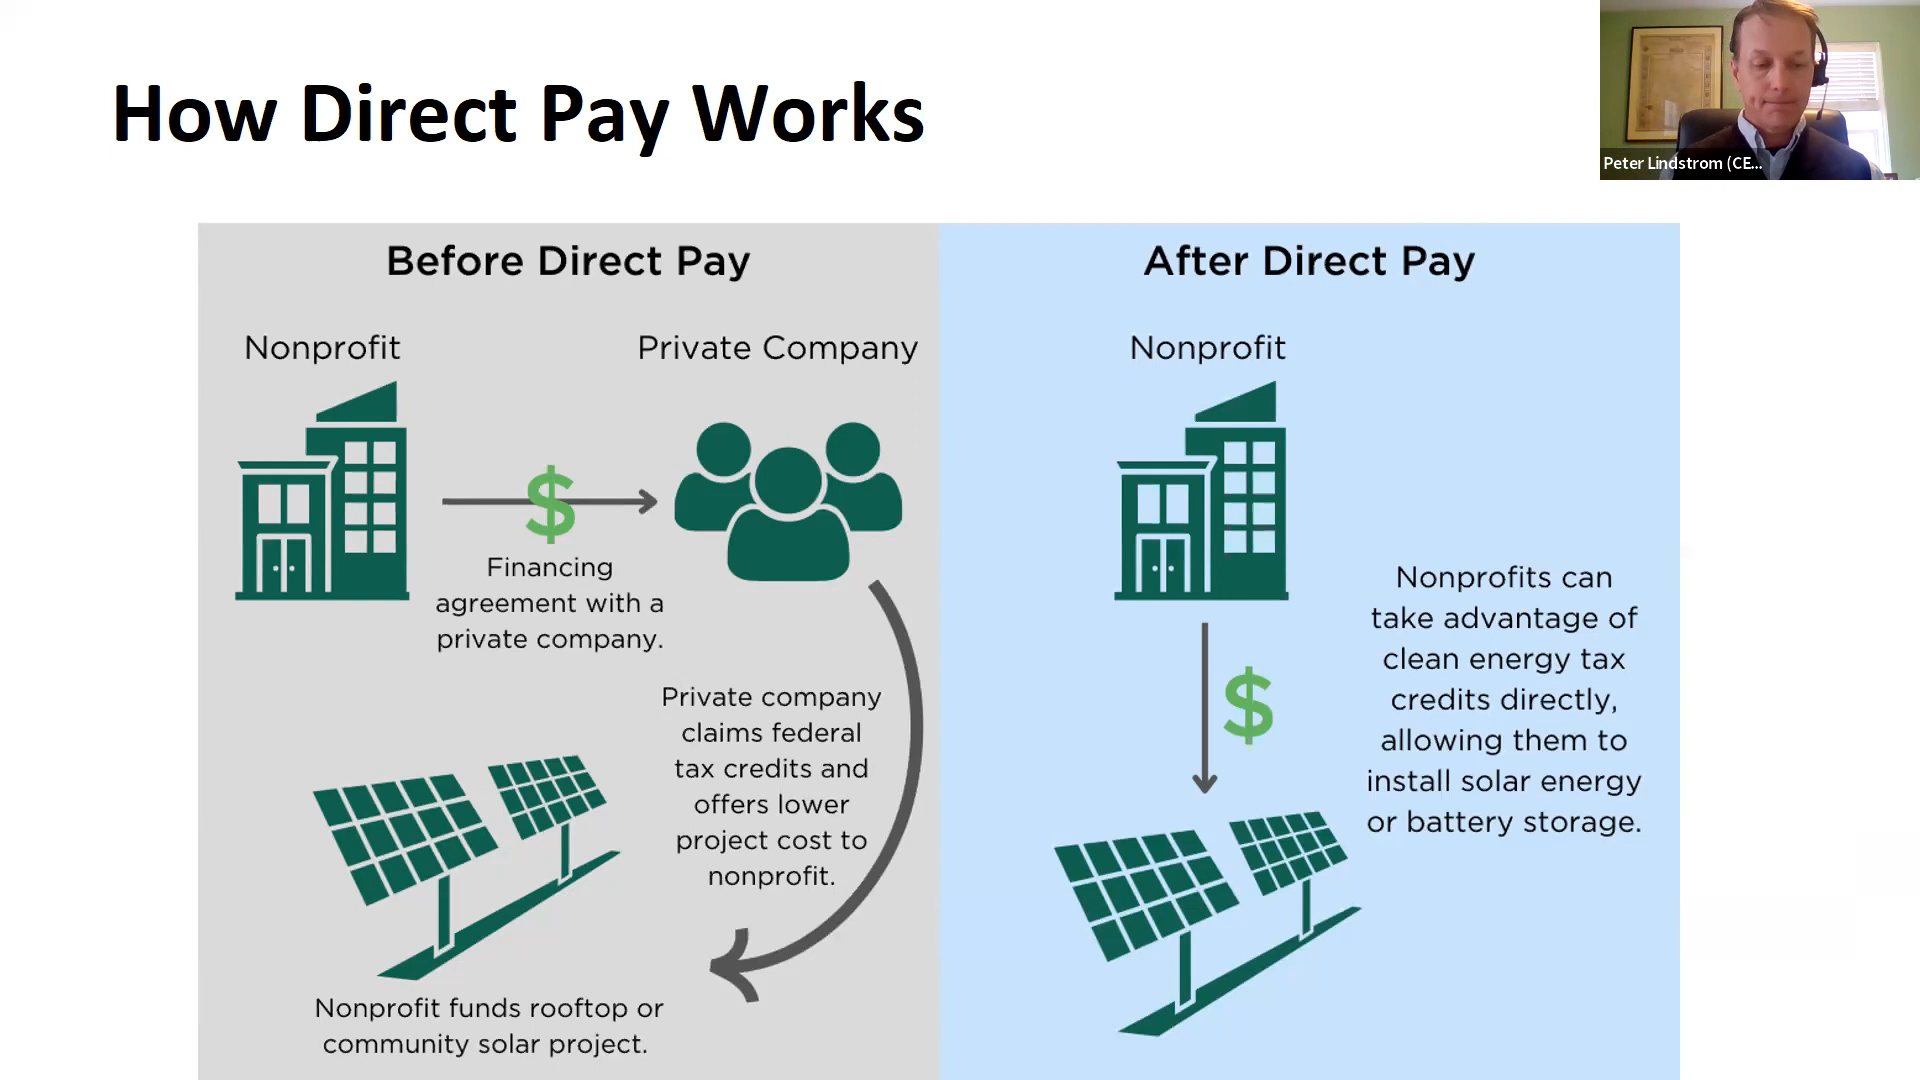 How Direct Pay Works
Peter Lindstrom (CE...
Before Direct Pay
Nonprofit
Private Company
$
Financing
agreement with a
private company.
Private company
claims federal
tax credits and
offers lower
project cost to
nonprofit.
Nonprofit funds rooftop or
community solar project.
After Direct Pay
Nonprofit
$
Nonprofits can
take advantage of
clean energy tax
credits directly,
allowing them to
install solar energy
or battery storage.